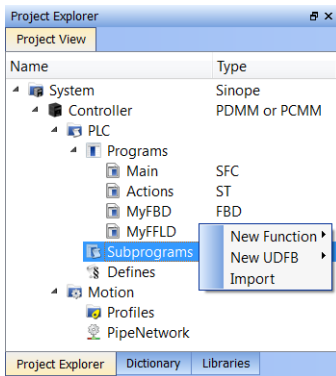 Project Explorer
Project View
Name Type
System Sinope
Controller PDMM or PCMM
PLC
Programs
Main SFC
Actions ST
MyFBD FBD
MyFFLD
Subprograms
New Function
New UDFB
Import
Defines
Motion
Profiles
PipeNetwork
Project Explorer Dictionary Libraries